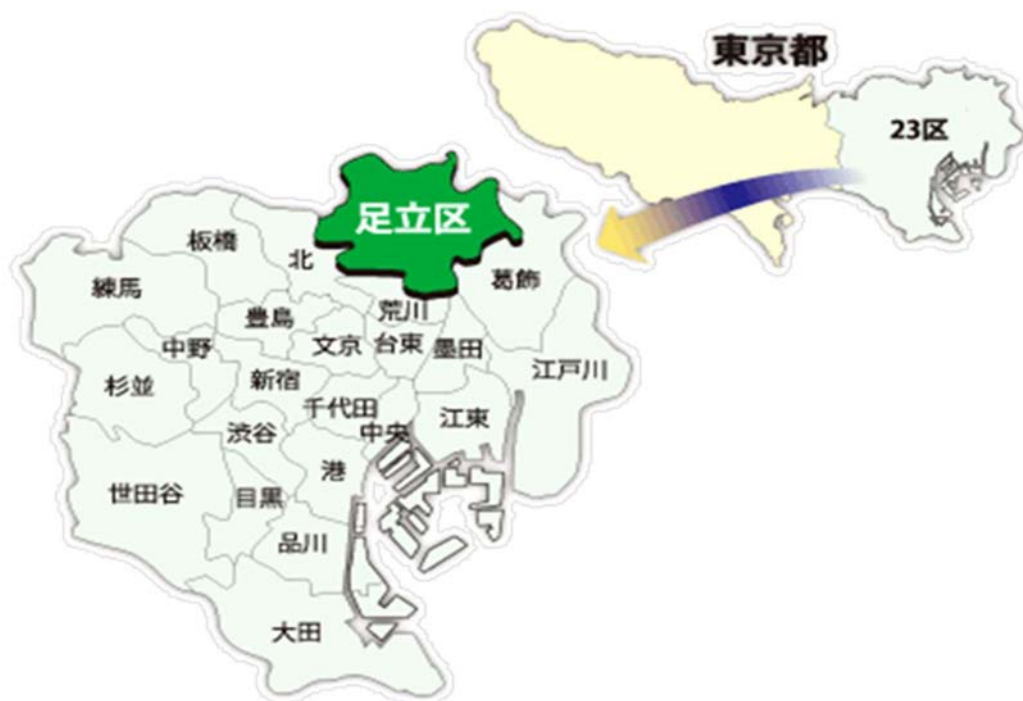 東京都
23区
足立区
板橋
北
練馬
葛飾
荒川
豊島
文京
台東
墨田
中野
江戸川
杉並
新宿
千代田
江東
渋谷
中央
港
世田谷
目黒
品川
大田